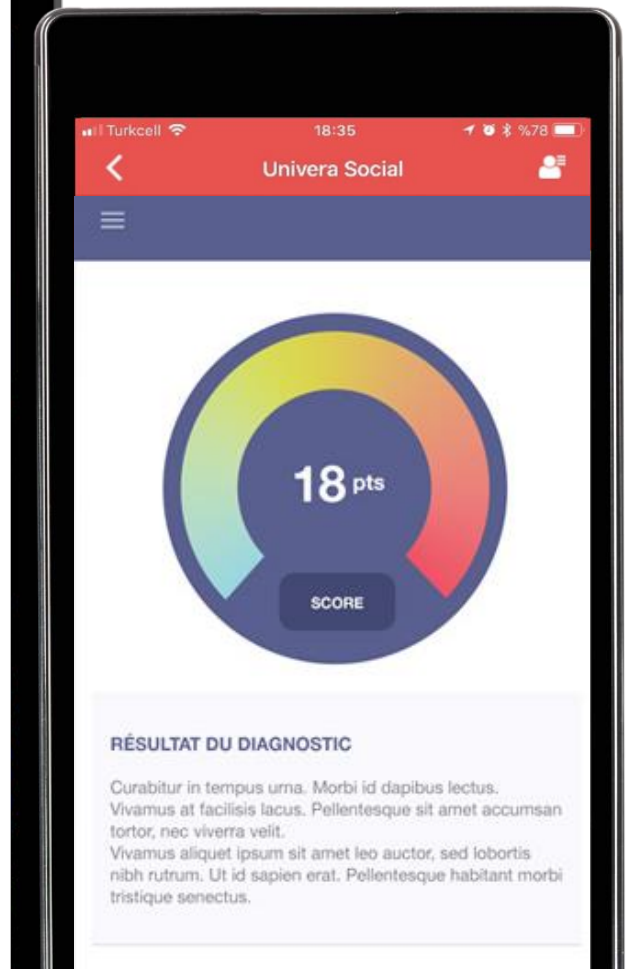 Turkcell 18:35 %78
Univera Social
18 pts
SCORE
RÉSULTAT DU DIAGNOSTIC
Curabitur in tempus urna. Morbi id dapibus lectus.
Vivamus at facilisis lacus. Pellentesque sit amet accumsan
tortor, nec viverra velit.
Vivamus aliquet ipsum sit amet leo auctor, sed lobortis
nibh rutrum. Ut id sapien erat. Pellentesque habitant morbi
tristique senectus.